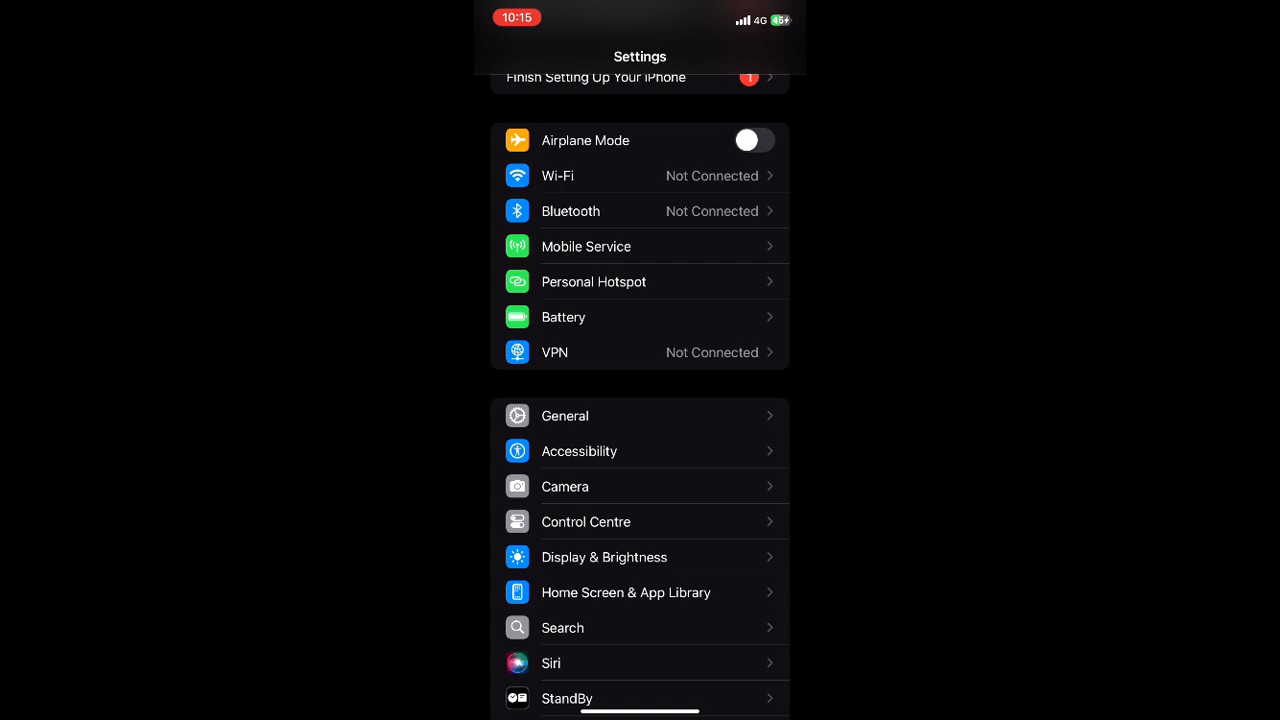 10:15
4G 45
Settings
Finish Setting Up Your iPhone 1
Airplane Mode
Wi-Fi Not Connected
Bluetooth Not Connected
Mobile Service
Personal Hotspot
Battery
VPN Not Connected
General
Accessibility
Camera
Control Centre
Display & Brightness
Home Screen & App Library
Search
Siri
StandBy